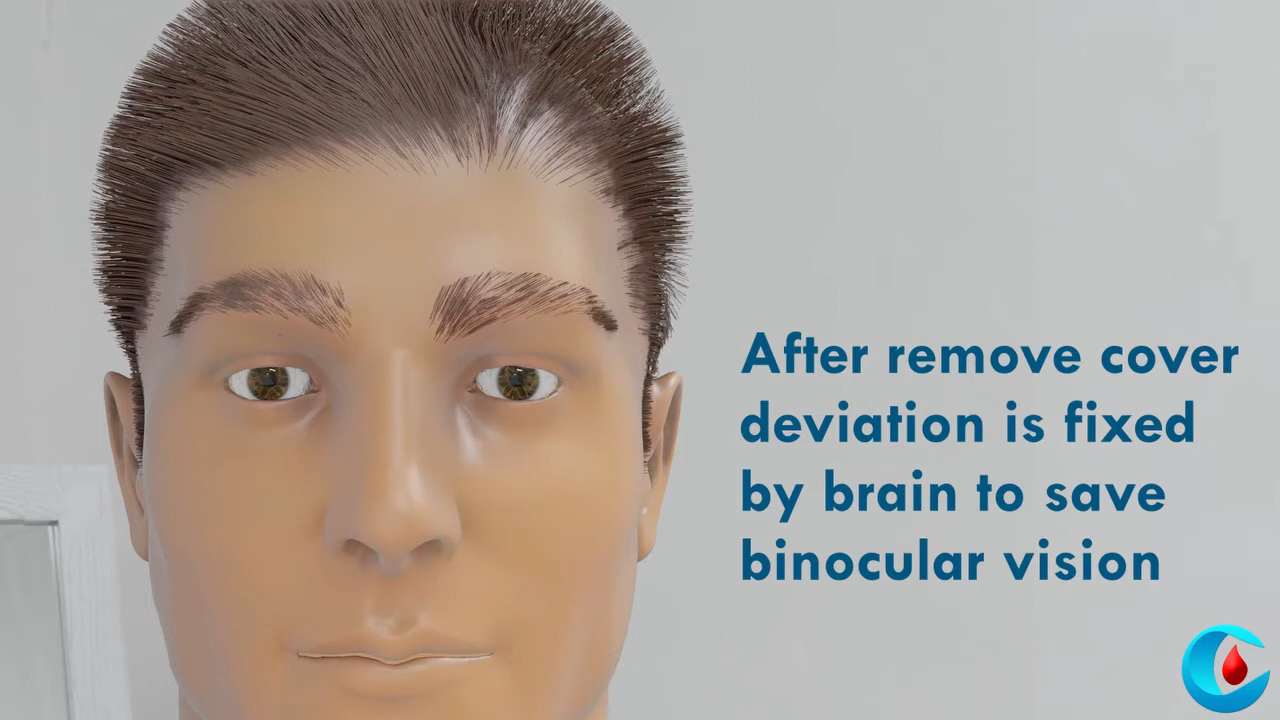 After remove cover
deviation is fixed
by brain to save
binocular vision